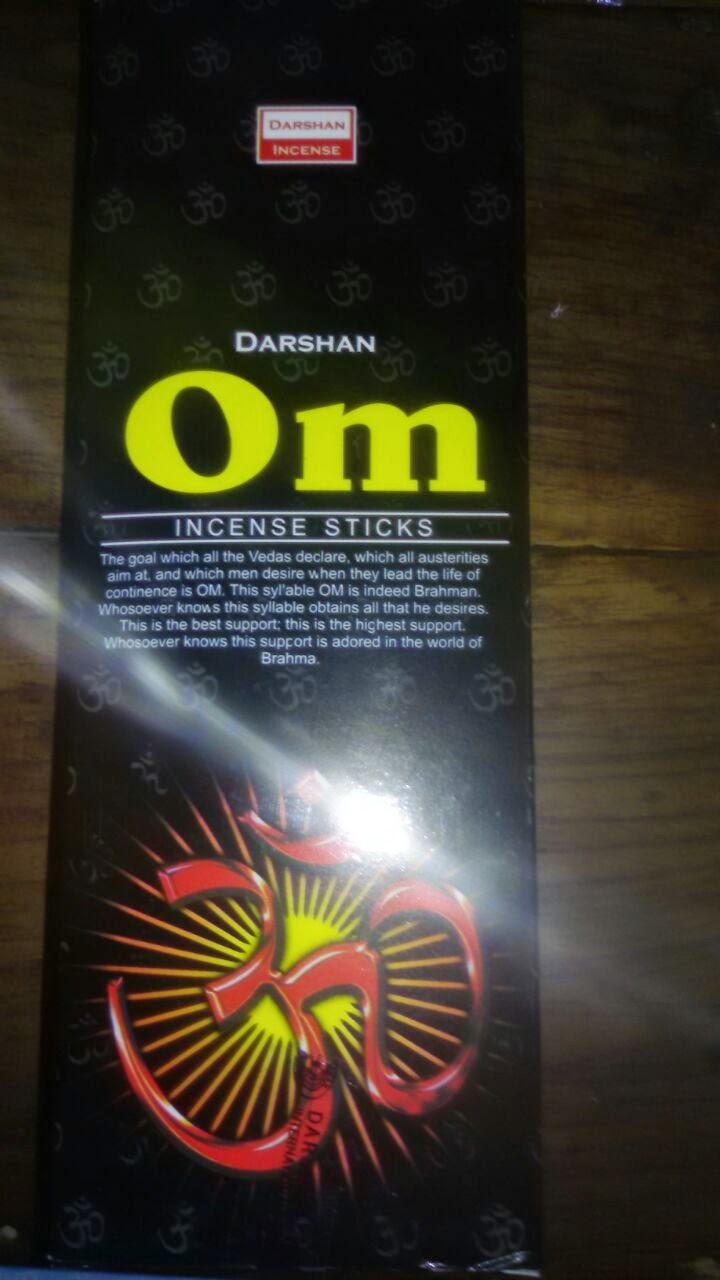 DARSHAN
INCENSE
DARSHAN
Om
INCENSE STICKS
The goal which all the Vedas declare, which all austerities
aim at, and which men desire when they lead the life of
continence is OM. This syl'able OM is indeed Brahman.
Whosoever knows this syllable obtains all that he desires.
This is the best support; this is the highest support.
Whosoever knows this support is adored in the world of
Brahma.
ॐ